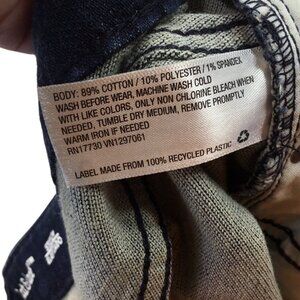 BODY: 89% COTTON / 10% POLYESTER / 1% SPANDEX
WASH BEFORE WEAR, MACHINE WASH COLD
WITH LIKE COLORS, ONLY NON CHLORINE BLEACH WHEN
NEEDED, TUMBLE DRY MEDIUM, REMOVE PROMPTLY
WARM IRON IF NEEDED
RN17730 VN1297061
LABEL MADE FROM 100% RECYCLED PLASTIC